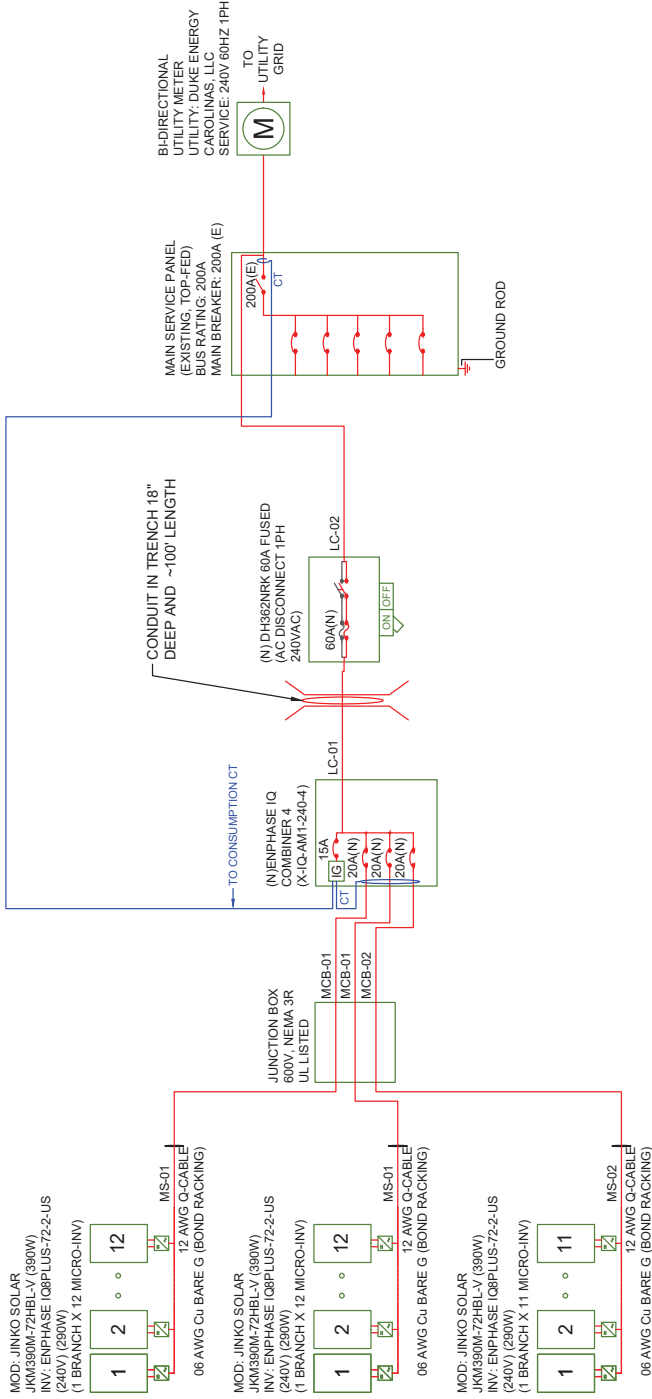 MOD: JINKO SOLAR
JKM390M-72HBL-V (390W)
INV: ENPHASE IQ8PLUS-72-2-US
(240V) (290W)
(1 BRANCH X 12 MICRO-INV)
1
2
12
MS-01
12 AWG Q-CABLE
06 AWG Cu BARE G (BOND RACKING)
MOD: JINKO SOLAR
JKM390M-72HBL-V (390W)
INV: ENPHASE IQ8PLUS-72-2-US
(240V) (290W)
(1 BRANCH X 12 MICRO-INV)
1
2
12
MS-01
12 AWG Q-CABLE
06 AWG Cu BARE G (BOND RACKING)
MOD: JINKO SOLAR
JKM390M-72HBL-V (390W)
INV: ENPHASE IQ8PLUS-72-2-US
(240V) (290W)
(1 BRANCH X 11 MICRO-INV)
1
2
11
MS-02
12 AWG Q-CABLE
06 AWG Cu BARE G (BOND RACKING)
JUNCTION BOX
600V, NEMA 3R
UL LISTED
MCB-01
MCB-01
MCB-02
TO CONSUMPTION CT
(N)ENPHASE IQ
COMBINER 4
(X-IQ-AM1-240-4)
15A
IG
20A(N)
20A(N)
20A(N)
CT
LC-01
CONDUIT IN TRENCH 18"
DEEP AND ~100' LENGTH
(N) DH362NRK 60A FUSED
(AC DISCONNECT 1PH
240VAC)
60A(N)
ON
OFF
LC-02
MAIN SERVICE PANEL
(EXISTING, TOP-FED)
BUS RATING: 200A
MAIN BREAKER: 200A (E)
200A(E)
CT
GROUND ROD
BI-DIRECTIONAL
UTILITY METER
UTILITY: DUKE ENERGY
CAROLINAS, LLC
SERVICE: 240V 60HZ 1PH
M
TO
UTILITY
GRID